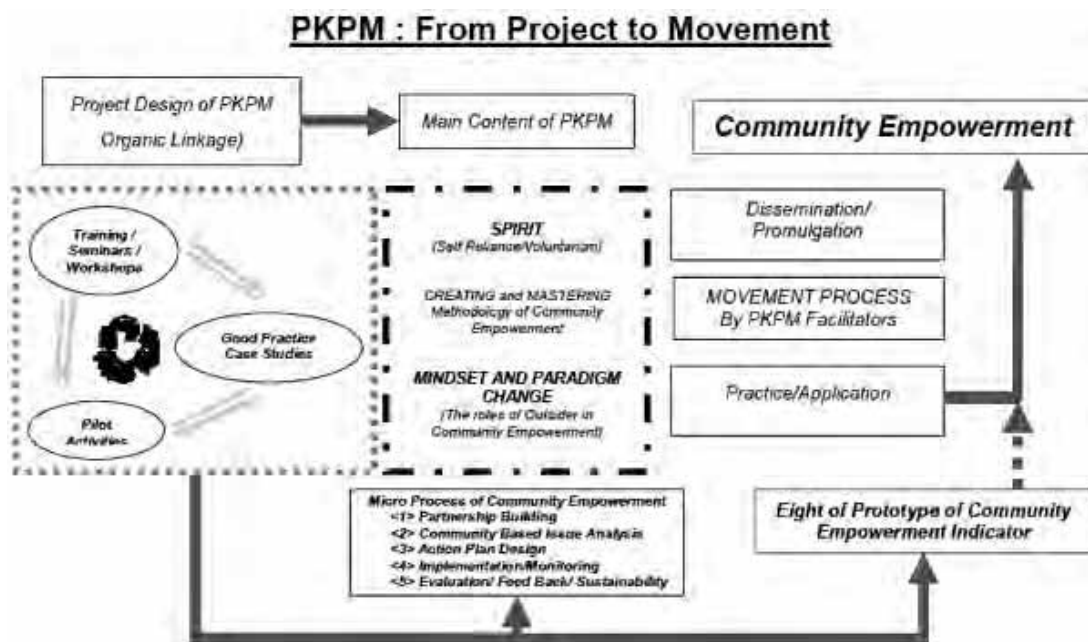 PKPM : From Project to Movement
Project Design of PKPM
Organic Linkage)
Main Content of PKPM
Community Empowerment
Training /
Seminars /
Workshops
Good Practice
Case Studies
Pilot
Activities
SPIRIT
(Self Reliance/Voluntarian)
CREATING and MASTERING
Methodology of Community
Empowerment
MINDSET AND PARADIGM
CHANGE
(The roles of Outsider in
Community Empowerment)
Dissemination/
Promulgation
MOVEMENT PROCESS
By PKPM Facilitators
Practice/Application
Micro Process of Community Empowerment
<1> Partnership Building
<2> Community Based Issue Analysis
<3> Action Plan Design
<4> Implementation/Monitoring
<5> Evaluation/ Feed Back/ Sustainability
Eight of Prototype of Community
Empowerment Indicator